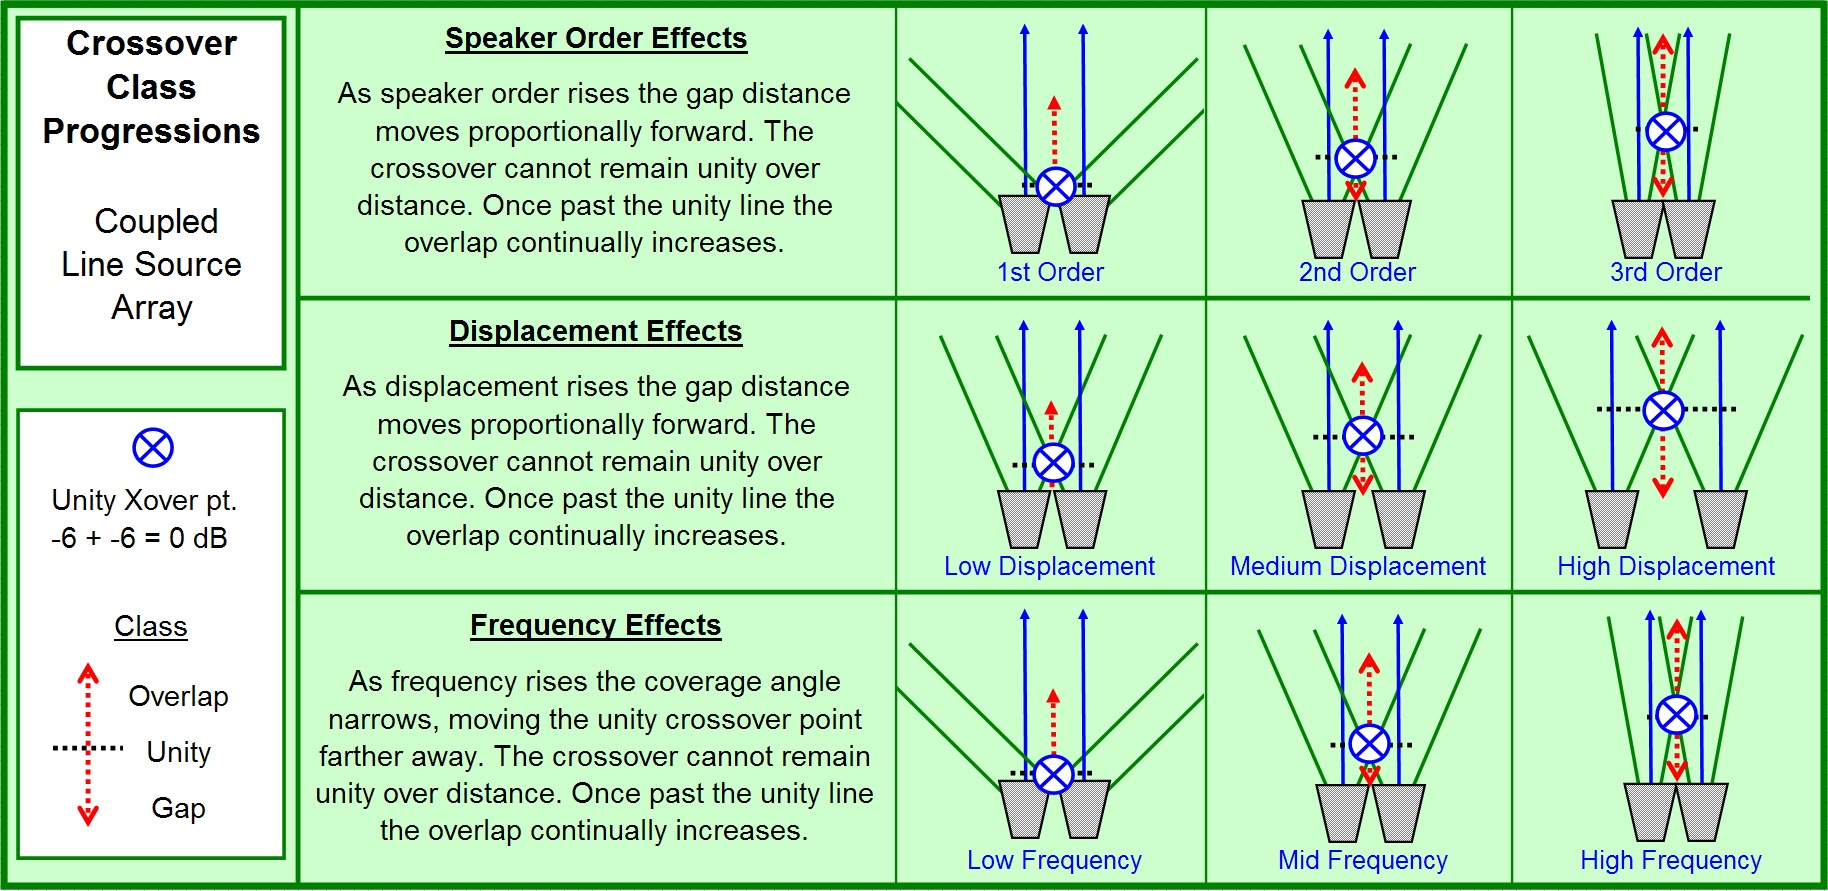 Crossover
Class
Progressions
Coupled
Line Source
Array
Unity Xover pt.
-6 + -6 = 0 dB
Class
Overlap
Unity
Gap
Speaker Order Effects
As speaker order rises the gap distance
moves proportionally forward. The
crossover cannot remain unity over
distance. Once past the unity line the
overlap continually increases.
1st Order
2nd Order
3rd Order
Displacement Effects
As displacement rises the gap distance
moves proportionally forward. The
crossover cannot remain unity over
distance. Once past the unity line the
overlap continually increases.
Low Displacement
Medium Displacement
High Displacement
Frequency Effects
As frequency rises the coverage angle
narrows, moving the unity crossover point
farther away. The crossover cannot remain
unity over distance. Once past the unity line
the overlap continually increases.
Low Frequency
Mid Frequency
High Frequency